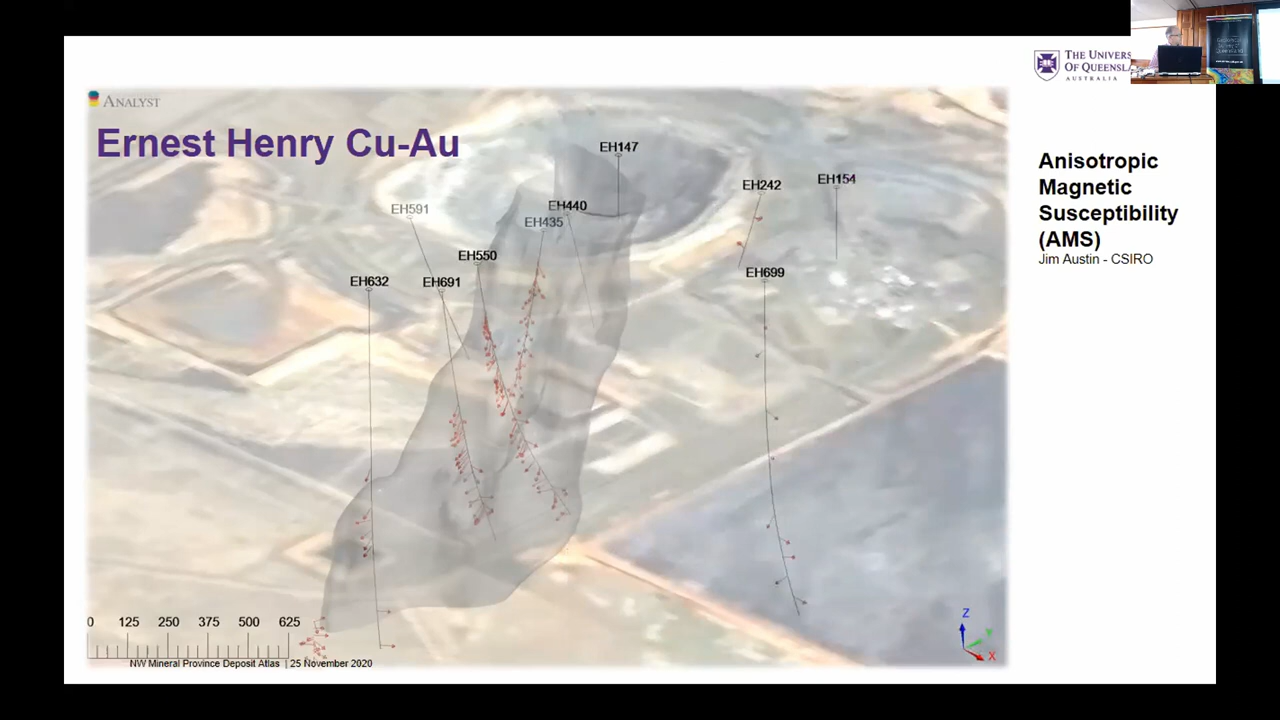 THE UNIVERS
OF QUEENSLA
AUSTRALIA
ANALYST
Ernest Henry Cu-Au
EH147
EH591
EH440
EH435
EH242
EH154
EH550
EH632
EH691
EH699
Anisotropic
Magnetic
Susceptibility
(AMS)
Jim Austin - CSIRO
0 125 250 375 500 625
NW Mineral Province Deposit Atlas | 25 November 2020
Z
Y
X